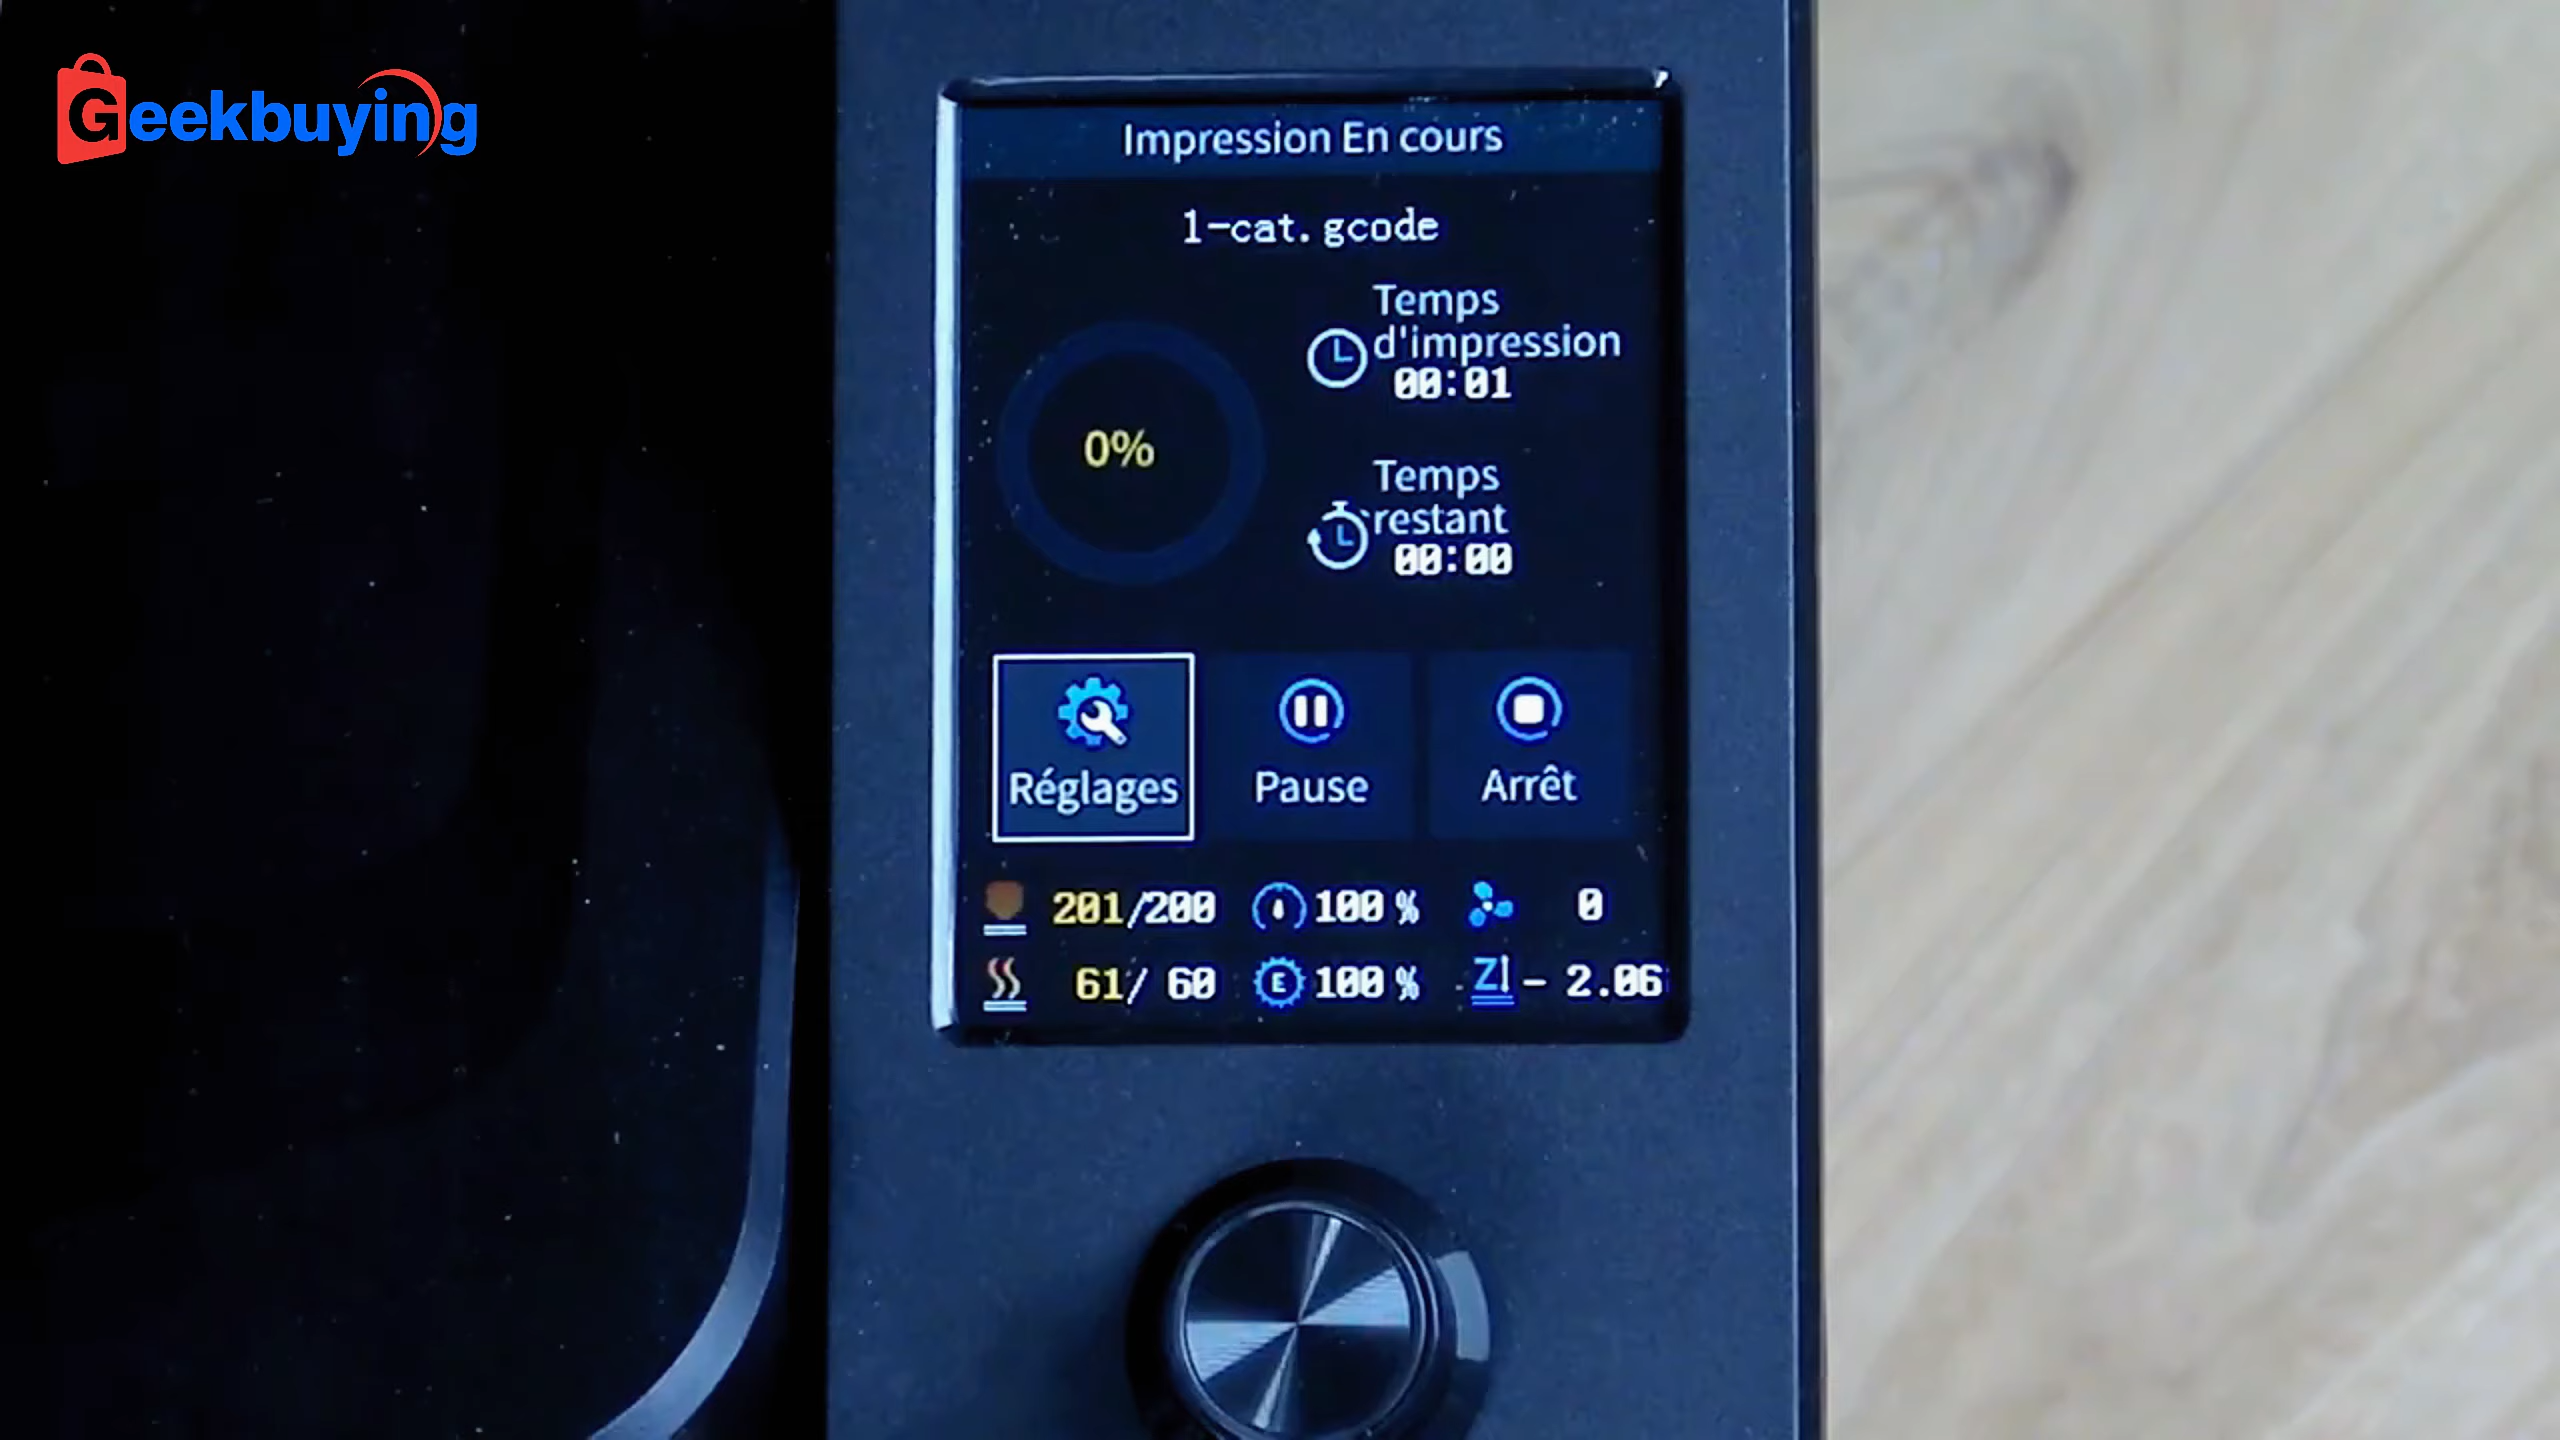 Geekbuying
Impression En cours
1-cat.gcode
Temps
d'impression
00:01
0%
Temps
restant
00:00
Réglages
Pause
Arrêt
201/200 100 % 0
61/ 60 E 100 % Z - 2.06